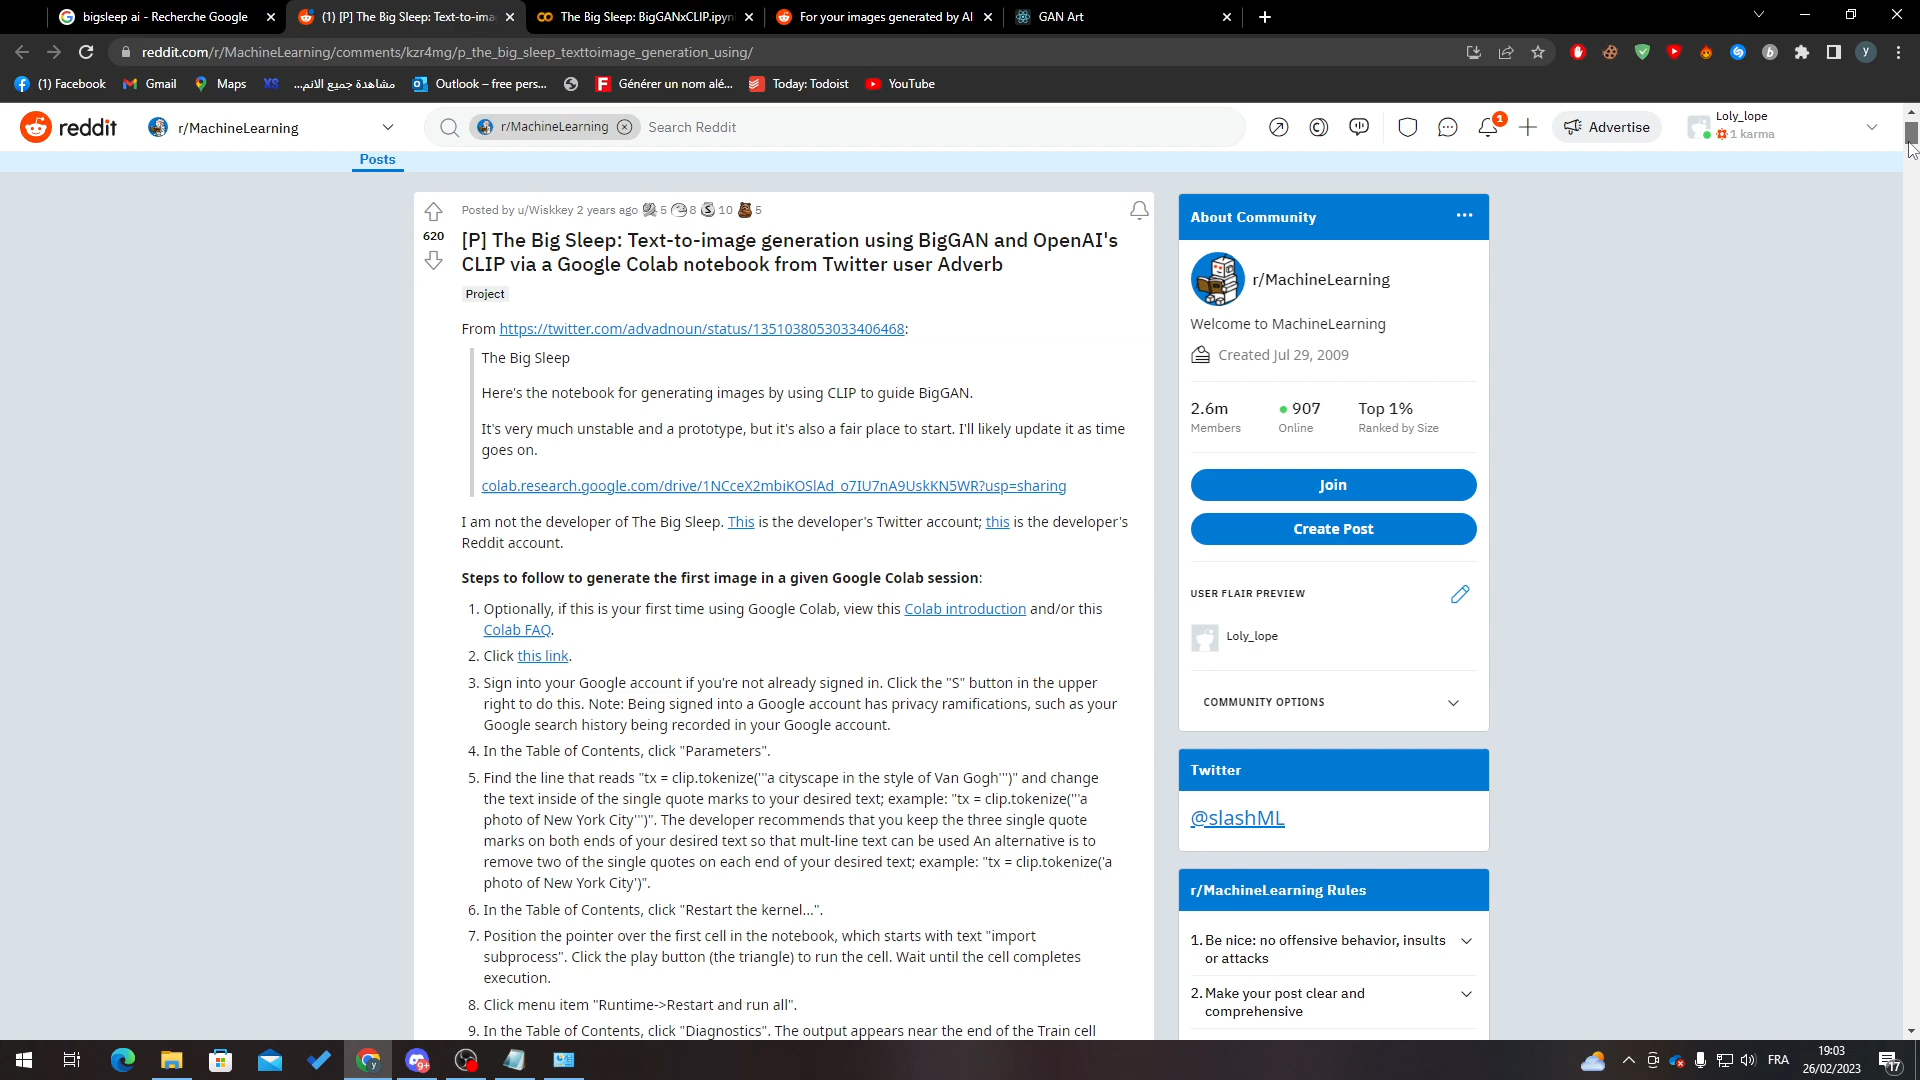 bigsleep ai - Recherche Google
(1) [P] The Big Sleep: Text-to-ima
The Big Sleep: BigGANxCLIP.ipyn
For your images generated by AI
GAN Art
reddit.com/r/MachineLearning/comments/kzr4mg/p_the_big_sleep_texttoimage_generation_using/
(1) Facebook
Gmail
Maps
XS
مشاهدة جميع الانم...
Outlook – free pers...
Générer un nom alé...
Today: Todoist
YouTube
reddit
r/MachineLearning
r/MachineLearning
Search Reddit
1
Advertise
Loly_lope
1 karma
Posts
Posted by u/Wiskkey 2 years ago 5 8 10 5
620
[P] The Big Sleep: Text-to-image generation using BigGAN and OpenAI's
CLIP via a Google Colab notebook from Twitter user Adverb
Project
From https://twitter.com/advadnoun/status/1351038053033406468:
The Big Sleep
Here's the notebook for generating images by using CLIP to guide BigGAN.
It's very much unstable and a prototype, but it's also a fair place to start. I'll likely update it as time
goes on.
colab.research.google.com/drive/1NCceX2mbiKOSlAd_o7IU7nA9UskKN5WR?usp=sharing
I am not the developer of The Big Sleep. This is the developer's Twitter account; this is the developer's
Reddit account.
Steps to follow to generate the first image in a given Google Colab session:
1. Optionally, if this is your first time using Google Colab, view this Colab introduction and/or this
Colab FAQ.
2. Click this link.
3. Sign into your Google account if you're not already signed in. Click the "S" button in the upper
right to do this. Note: Being signed into a Google account has privacy ramifications, such as your
Google search history being recorded in your Google account.
4. In the Table of Contents, click "Parameters".
5. Find the line that reads "tx = clip.tokenize('''a cityscape in the style of Van Gogh''')" and change
the text inside of the single quote marks to your desired text; example: "tx = clip.tokenize('''a
photo of New York City''')". The developer recommends that you keep the three single quote
marks on both ends of your desired text so that mult-line text can be used An alternative is to
remove two of the single quotes on each end of your desired text; example: "tx = clip.tokenize('a
photo of New York City')".
6. In the Table of Contents, click "Restart the kernel...".
7. Position the pointer over the first cell in the notebook, which starts with text "import
subprocess". Click the play button (the triangle) to run the cell. Wait until the cell completes
execution.
8. Click menu item "Runtime->Restart and run all".
9. In the Table of Contents, click "Diagnostics". The output appears near the end of the Train cell
About Community
r/MachineLearning
Welcome to MachineLearning
Created Jul 29, 2009
2.6m 907 Top 1%
Members Online Ranked by Size
Join
Create Post
USER FLAIR PREVIEW
Loly_lope
COMMUNITY OPTIONS
Twitter
@slashML
r/MachineLearning Rules
1. Be nice: no offensive behavior, insults
or attacks
2. Make your post clear and
comprehensive
9+
FRA
19:03
26/02/2023
17